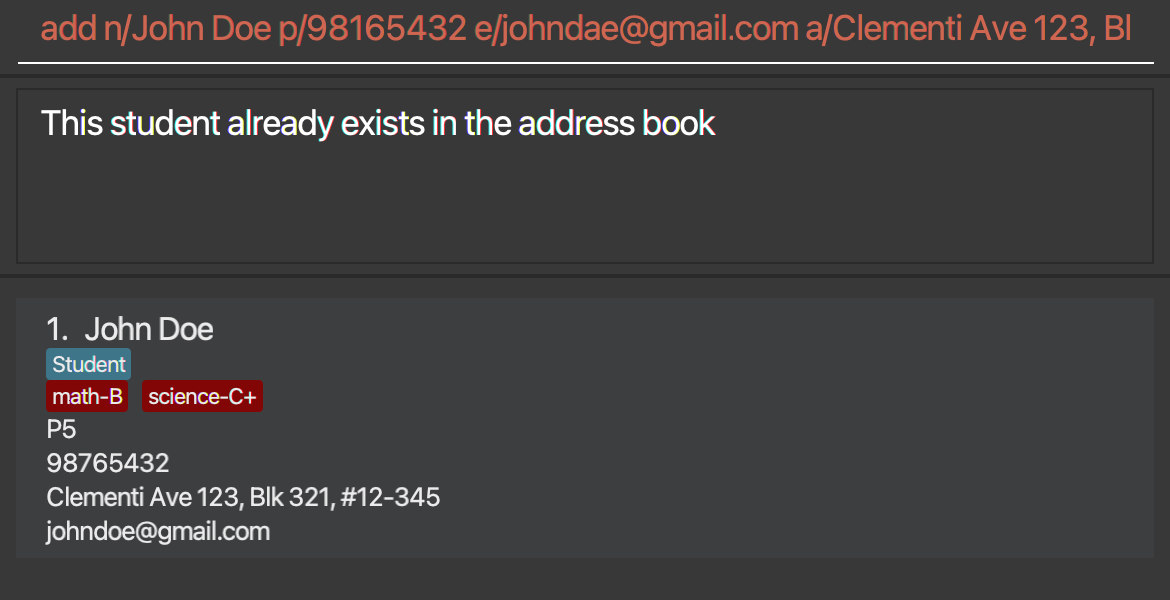 add n/John Doe p/98165432 e/johndae@gmail.com a/Clementi Ave 123, Bl
This student already exists in the address book
1. John Doe
Student
math-B science-C+
P5
98765432
Clementi Ave 123, Blk 321, #12-345
johndoe@gmail.com